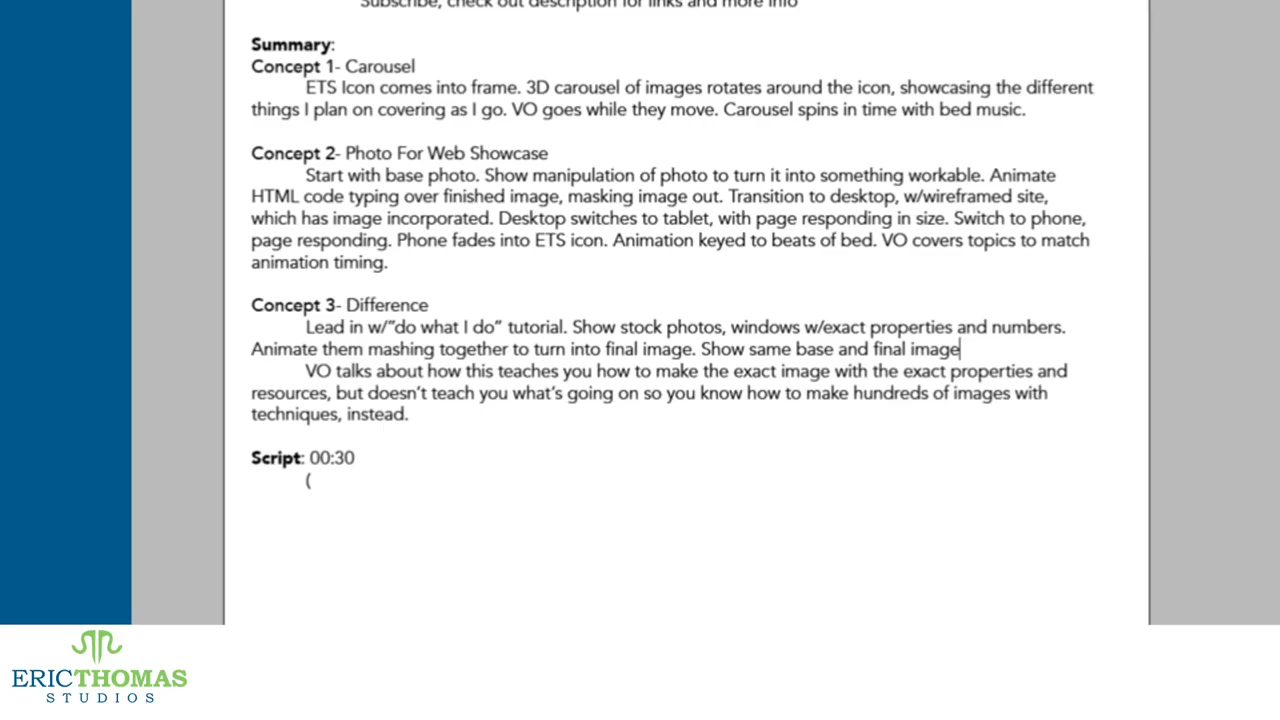 Subscribe, check out description for links and more info
Summary:
Concept 1- Carousel
ETS Icon comes into frame. 3D carousel of images rotates around the icon, showcasing the different
things I plan on covering as I go. VO goes while they move. Carousel spins in time with bed music.
Concept 2- Photo For Web Showcase
Start with base photo. Show manipulation of photo to turn it into something workable. Animate
HTML code typing over finished image, masking image out. Transition to desktop, w/wireframed site,
which has image incorporated. Desktop switches to tablet, with page responding in size. Switch to phone,
page responding. Phone fades into ETS icon. Animation keyed to beats of bed. VO covers topics to match
animation timing.
Concept 3- Difference
Lead in w/"do what I do" tutorial. Show stock photos, windows w/exact properties and numbers.
Animate them mashing together to turn into final image. Show same base and final image
VO talks about how this teaches you how to make the exact image with the exact properties and
resources, but doesn't teach you what's going on so you know how to make hundreds of images with
techniques, instead.
Script: 00:30
(
ERICTHOMAS
STUDIOS